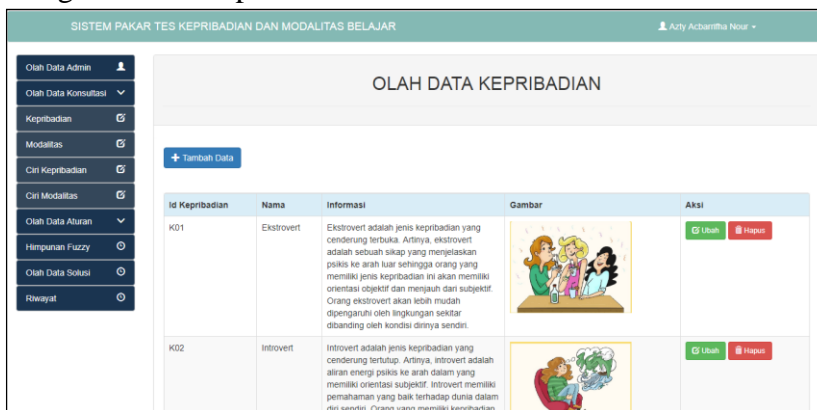 SISTEM PAKAR TES KEPRIBADIAN DAN MODALITAS BELAJAR
Azty Acbarrifha Nour
Olah Data Admin
Olah Data Konsultasi
Kepribadian
Modalitas
Ciri Kepribadian
Ciri Modalitas
Olah Data Aturan
Himpunan Fuzzy
Olah Data Solusi
Riwayat
OLAH DATA KEPRIBADIAN
Tambah Data
Id Kepribadian Nama Informasi Gambar Aksi
K01 Ekstrovert
Ekstrovert adalah jenis kepribadian yang
cenderung terbuka. Artinya, ekstrovert
adalah sebuah sikap yang menjelaskan
psikis ke arah luar sehingga orang yang
memiliki jenis kepribadian ini akan memiliki
orientasi objektif dan menjauh dari subjektif.
Orang ekstrovert akan lebih mudah
dipengaruhi oleh lingkungan sekitar
dibanding oleh kondisi dirinya sendiri.
Ubah Hapus
K02 Introvert
Introvert adalah jenis kepribadian yang
cenderung tertutup. Artinya, introvert adalah
aliran energi psikis ke arah dalam yang
memiliki orientasi subjektif. Introvert memiliki
pemahaman yang baik terhadap dunia dalam
diri sendiri. Orang yang memiliki kepribadian
Ubah Hapus